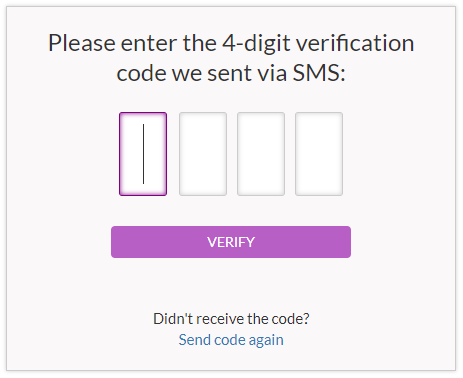 Please enter the 4-digit verification
code we sent via SMS:
VERIFY
Didn't receive the code?
Send code again